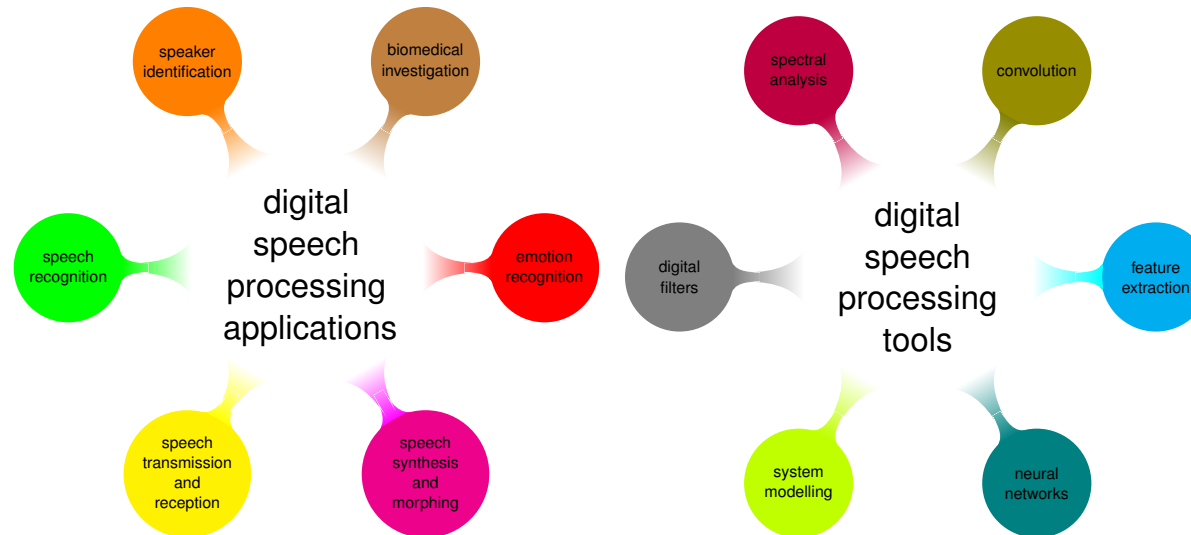 speaker
identification
biomedical
investigation
speech
recognition
digital
speech
processing
applications
emotion
recognition
speech
transmission
and
reception
speech
synthesis
and
morphing
spectral
analysis
convolution
digital
filters
digital
speech
processing
tools
feature
extraction
system
modelling
neural
networks